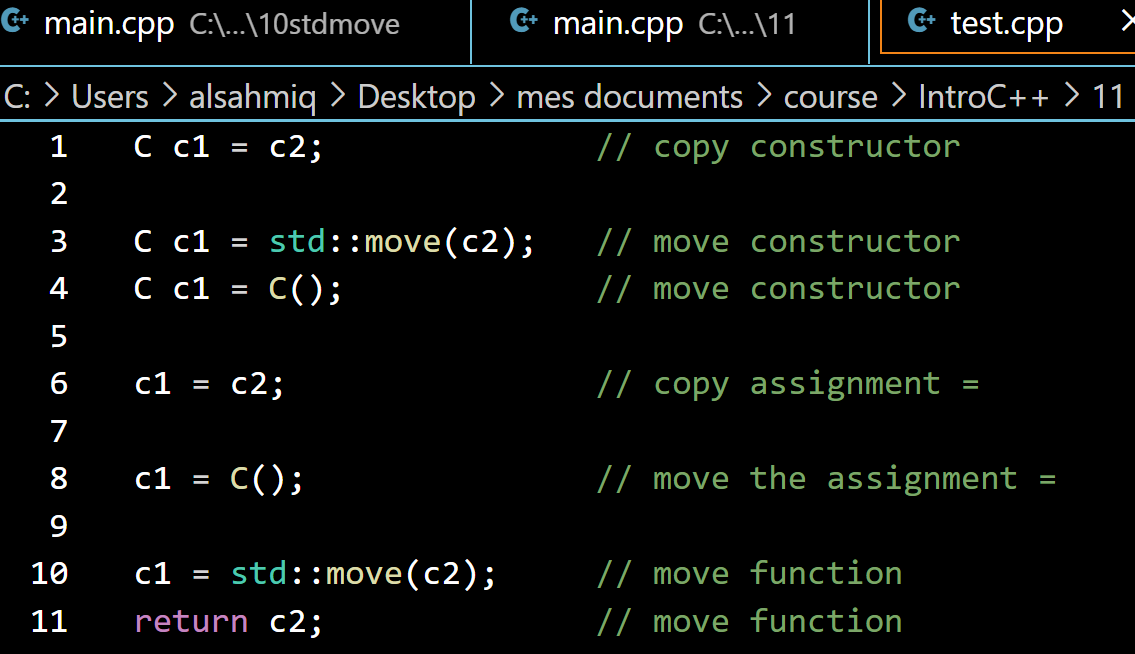 main.cpp C:\...\10stdmove main.cpp C:\...\11 test.cpp
C: > Users > alsahmiq > Desktop > mes documents > course > IntroC++ > 11
1 C c1 = c2; // copy constructor
2
3 C c1 = std::move(c2); // move constructor
4 C c1 = C(); // move constructor
5
6 c1 = c2; // copy assignment =
7
8 c1 = C(); // move the assignment =
9
10 c1 = std::move(c2); // move function
11 return c2; // move function